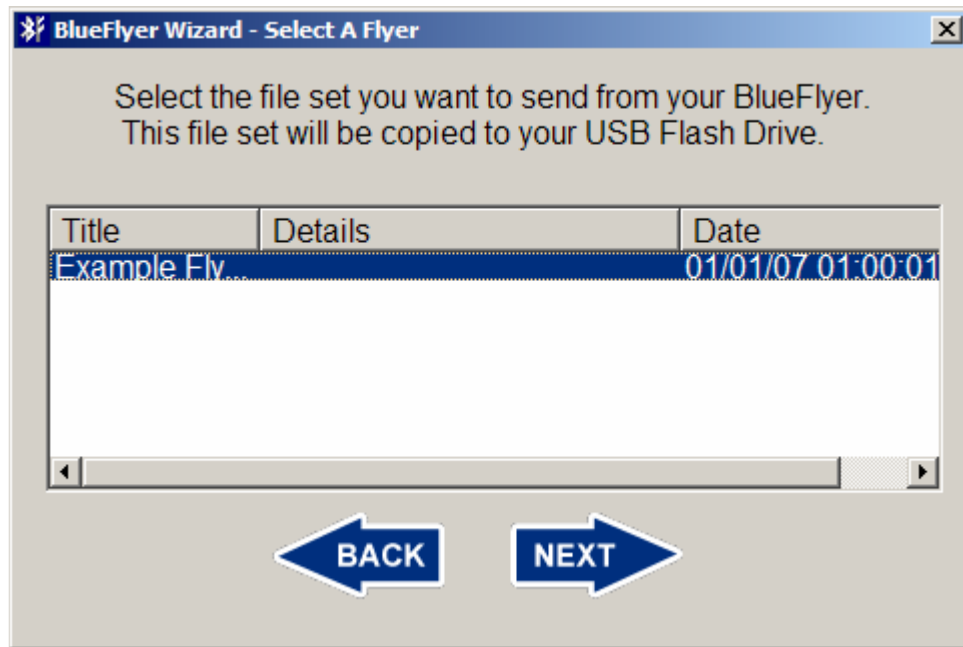 BlueFlyer Wizard - Select A Flyer
Select the file set you want to send from your BlueFlyer.
This file set will be copied to your USB Flash Drive.
Title Details Date
Example Fly... 01/01/07 01:00:01
BACK NEXT